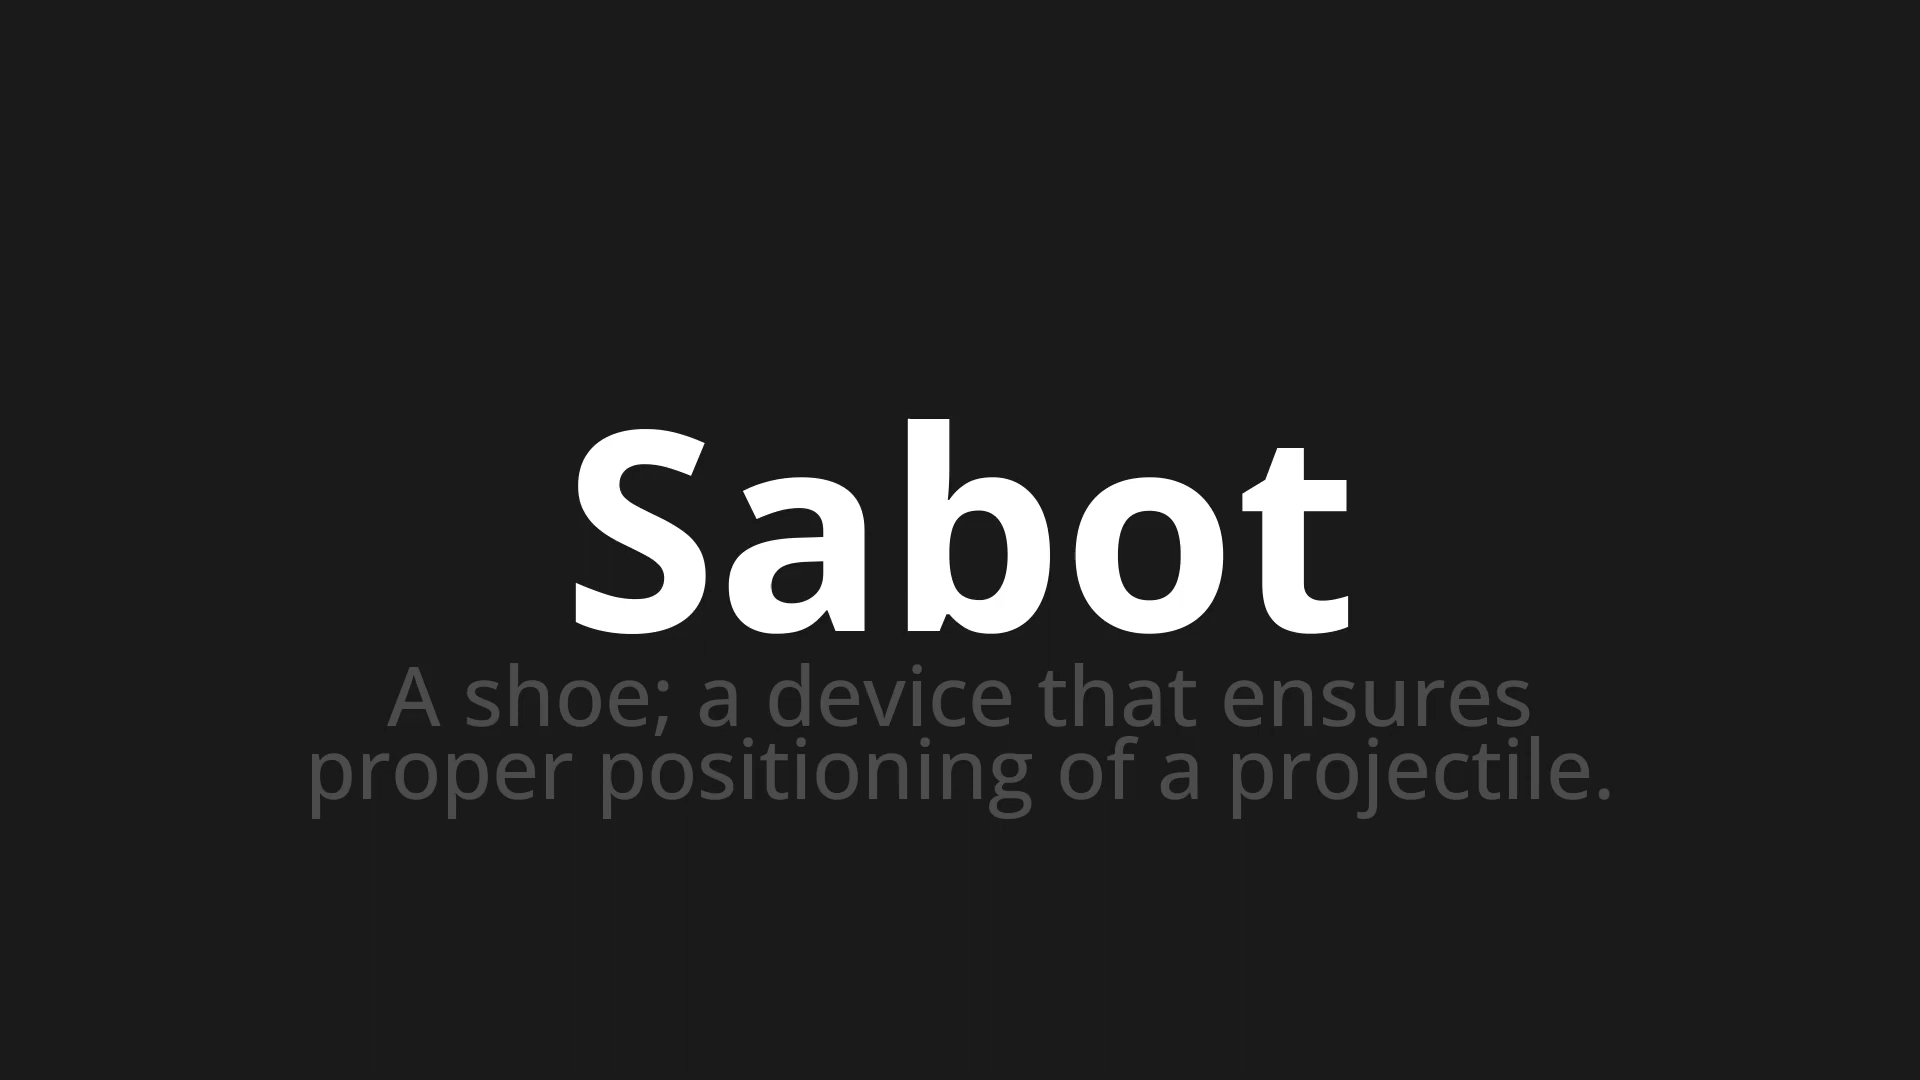 Sabot
A shoe; a device that ensures
proper positioning of a projectile.